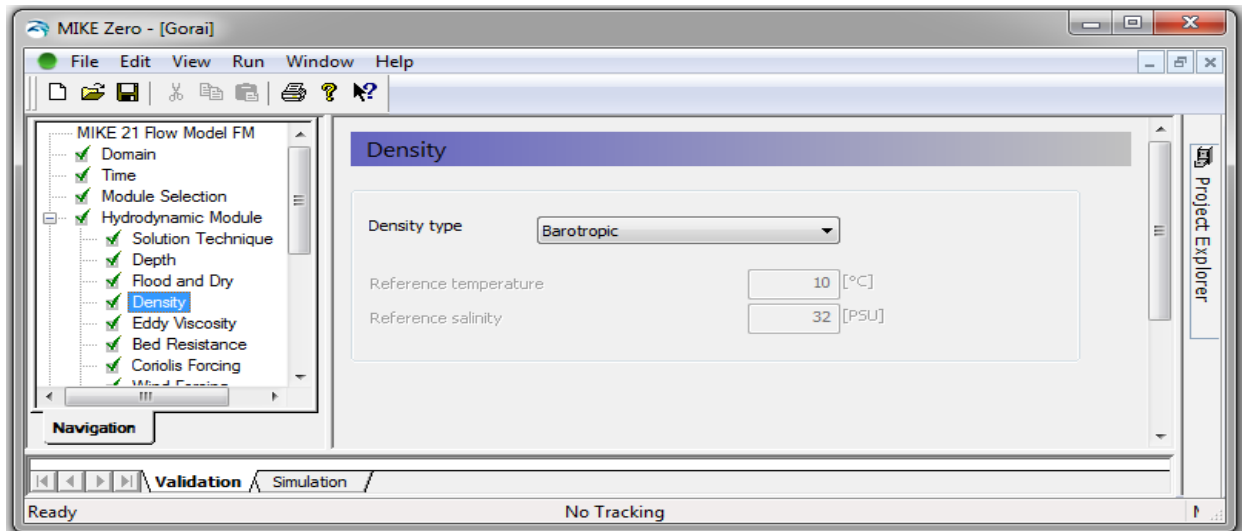 MIKE Zero - [Gorai]
File Edit View Run Window Help
MIKE 21 Flow Model FM
Domain
Time
Module Selection
Hydrodynamic Module
Solution Technique
Depth
Flood and Dry
Density
Eddy Viscosity
Bed Resistance
Coriolis Forcing
Wind Forcing
Navigation
Density
Density type Barotropic
Reference temperature 10 [°C]
Reference salinity 32 [PSU]
Project Explorer
Validation Simulation
Ready No Tracking